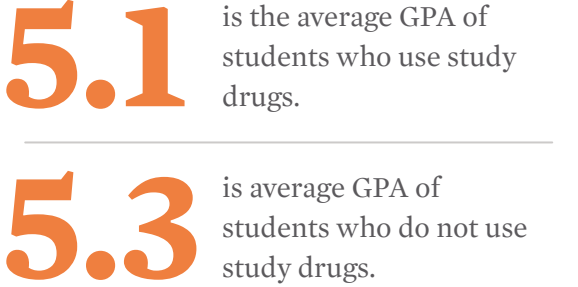 5.1
is the average GPA of
students who use study
drugs.
5.3
is average GPA of
students who do not use
study drugs.